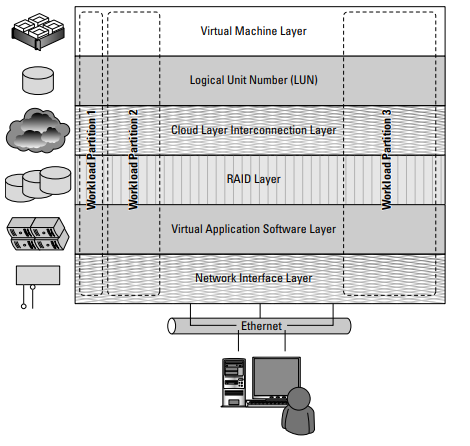 Virtual Machine Layer
Logical Unit Number (LUN)
Cloud Layer Interconnection Layer
Workload Partition 1
Workload Partition 2
Workload Partition 3
RAID Layer
Virtual Application Software Layer
Network Interface Layer
Ethernet